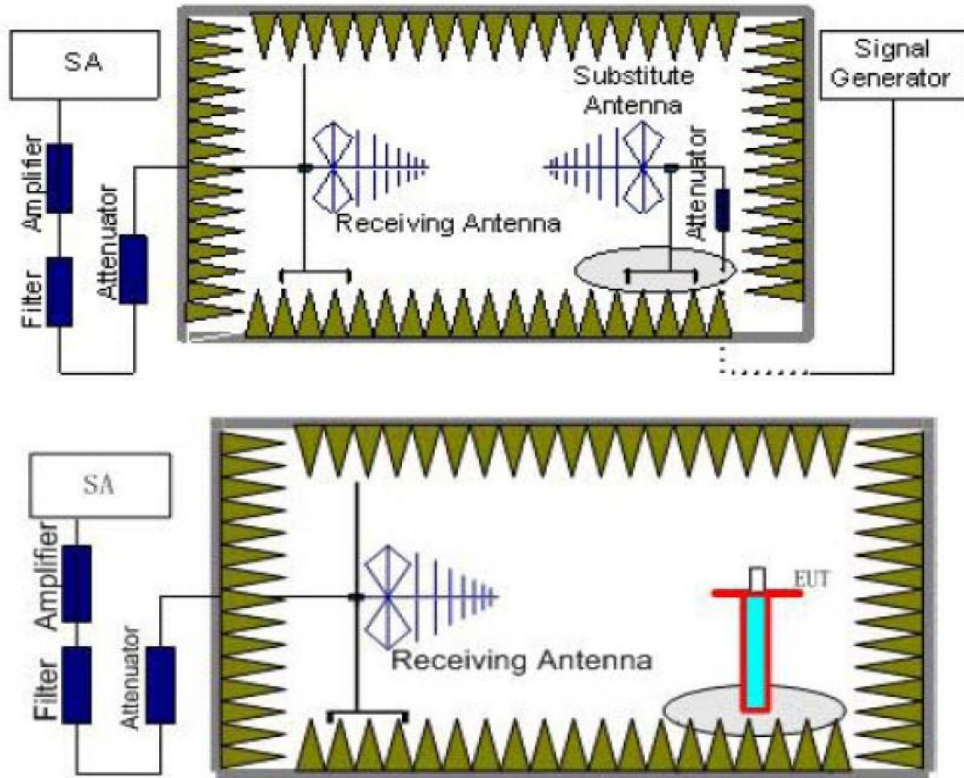 SA
Signal
Generator
Substitute
Antenna
Amplifier
Attenuator
Attenuator
Receiving Antenna
Filter
SA
Amplifier
EUT
Receiving Antenna
Filter
Attenuator